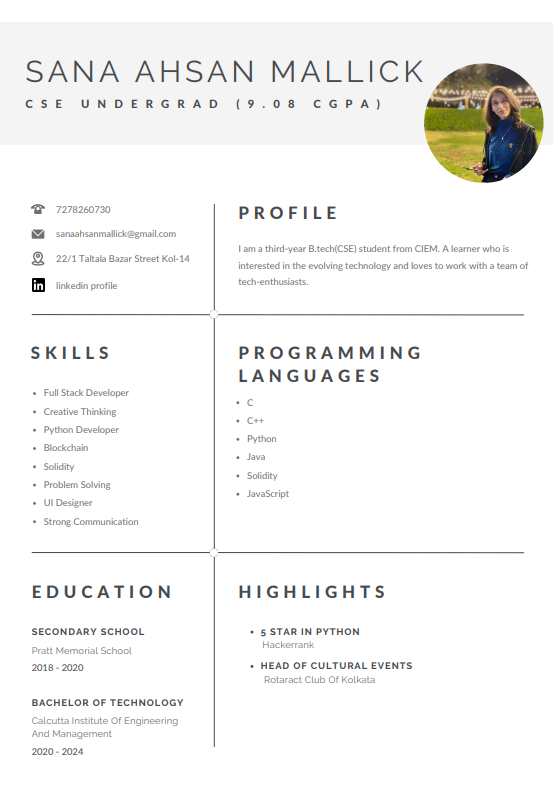 SANA AHSAN MALLICK
CSE UNDERGRAD (9.08 CGPA)
7278260730
sanaahsanmallick@gmail.com
22/1 Taltala Bazar Street Kol-14
in
linkedin profile
PROFILE
I am a third-year B.tech(CSE) student from CIEM. A learner who is
interested in the evolving technology and loves to work with a team of
tech-enthusiasts.
SKILLS
Full Stack Developer
Creative Thinking
Python Developer
Blockchain
Solidity
Problem Solving
UI Designer
Strong Communication
PROGRAMMING
LANGUAGES
C
C++
Python
Java
Solidity
JavaScript
EDUCATION
SECONDARY SCHOOL
Pratt Memorial School
2018 - 2020
BACHELOR OF TECHNOLOGY
Calcutta Institute Of Engineering
And Management
2020 - 2024
HIGHLIGHTS
5 STAR IN PYTHON
Hackerrank
HEAD OF CULTURAL EVENTS
Rotaract Club Of Kolkata